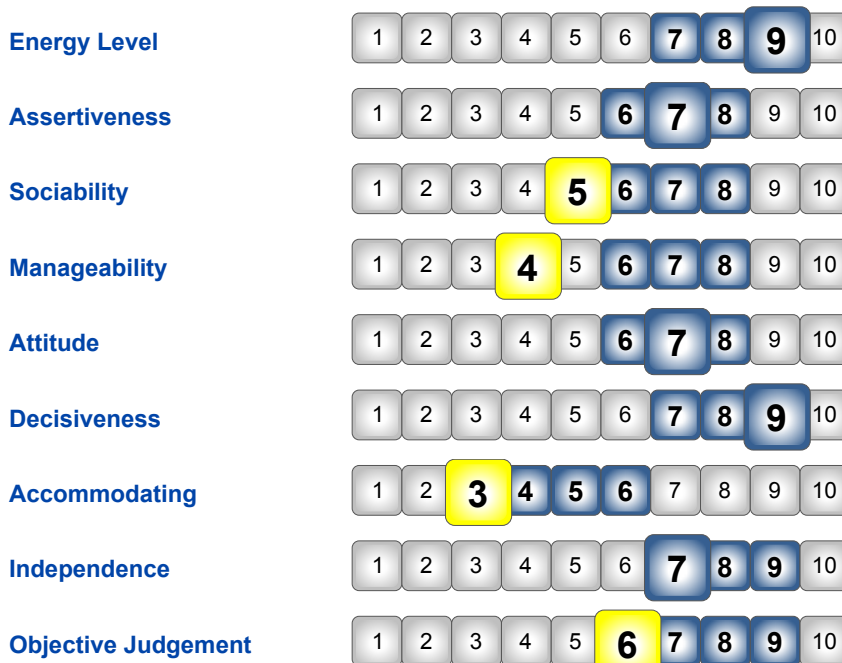 Energy Level 1 2 3 4 5 6 7 8 9 10
Assertiveness 1 2 3 4 5 6 7 8 9 10
Sociability 1 2 3 4 5 6 7 8 9 10
Manageability 1 2 3 4 5 6 7 8 9 10
Attitude 1 2 3 4 5 6 7 8 9 10
Decisiveness 1 2 3 4 5 6 7 8 9 10
Accommodating 1 2 3 4 5 6 7 8 9 10
Independence 1 2 3 4 5 6 7 8 9 10
Objective Judgement 1 2 3 4 5 6 7 8 9 10